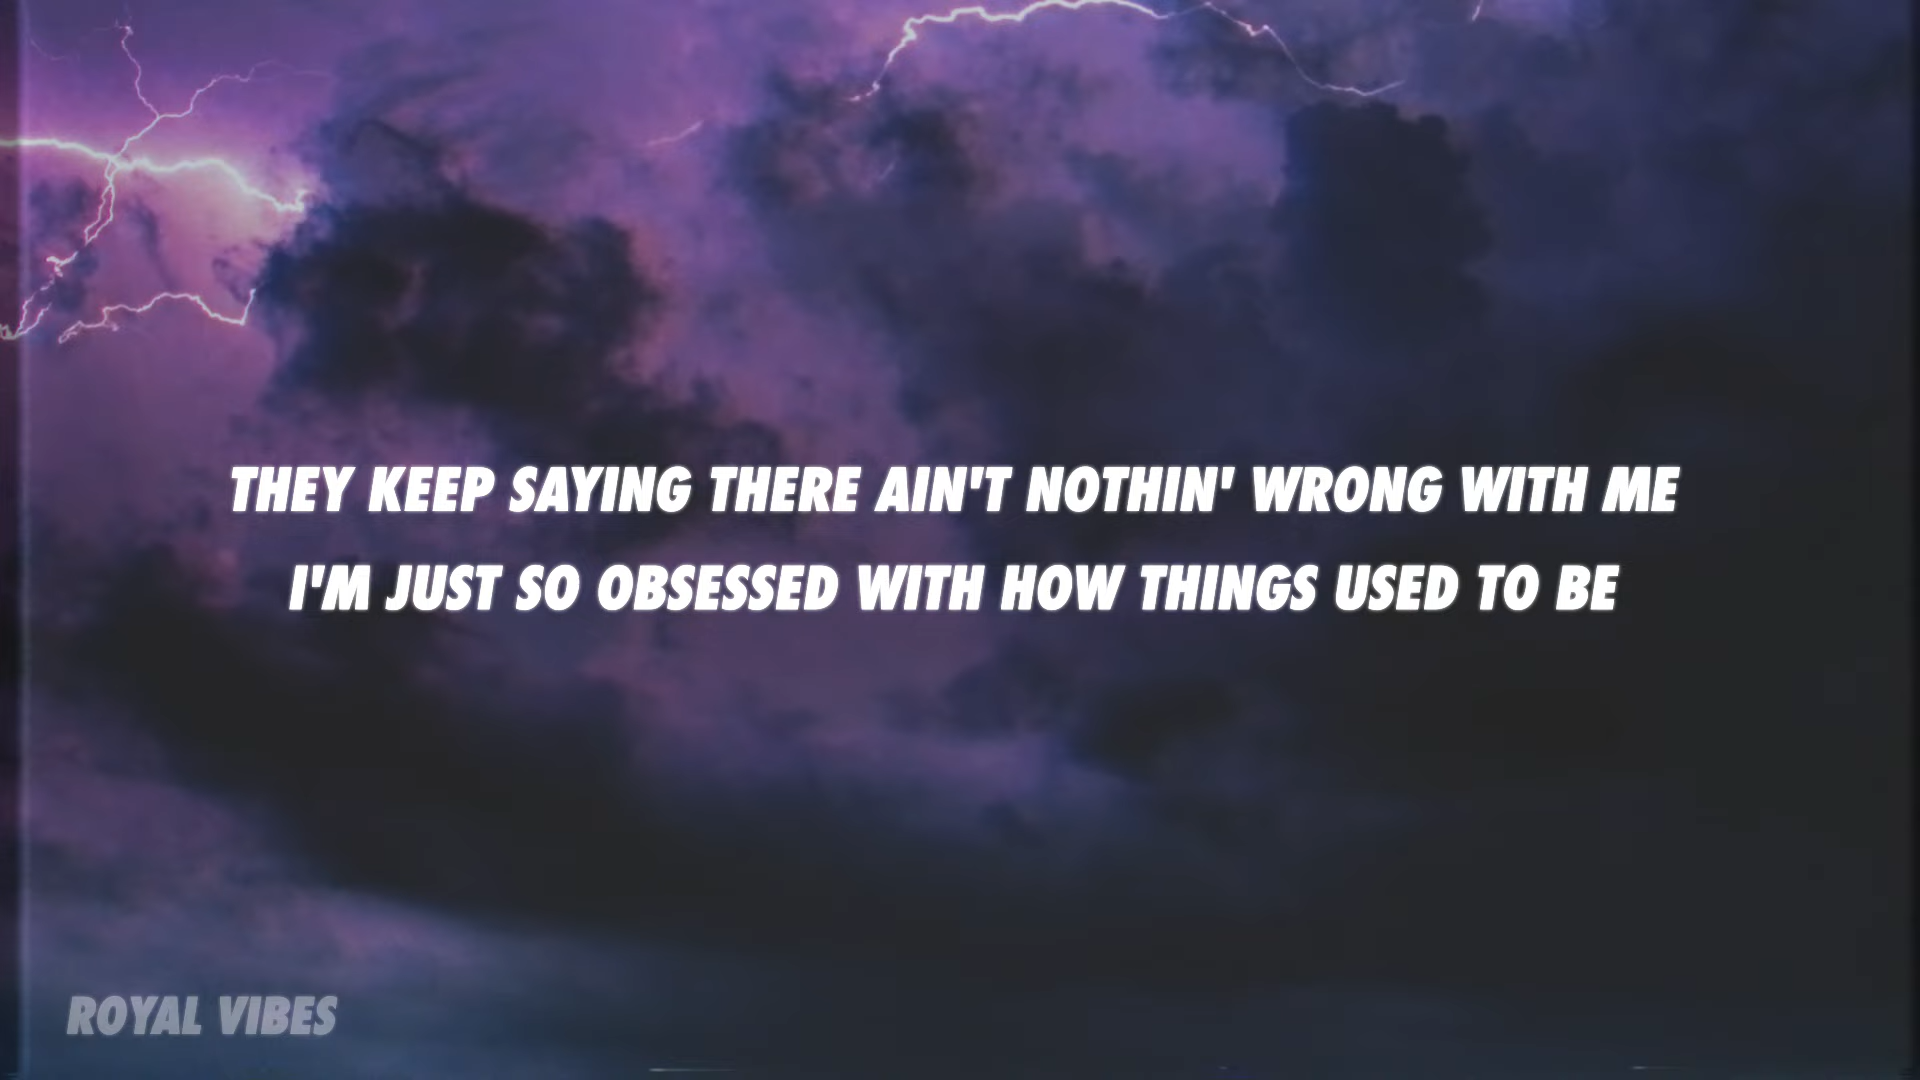 THEY KEEP SAYING THERE AIN'T NOTHIN' WRONG WITH ME
I'M JUST SO OBSESSED WITH HOW THINGS USED TO BE
ROYAL VIBES